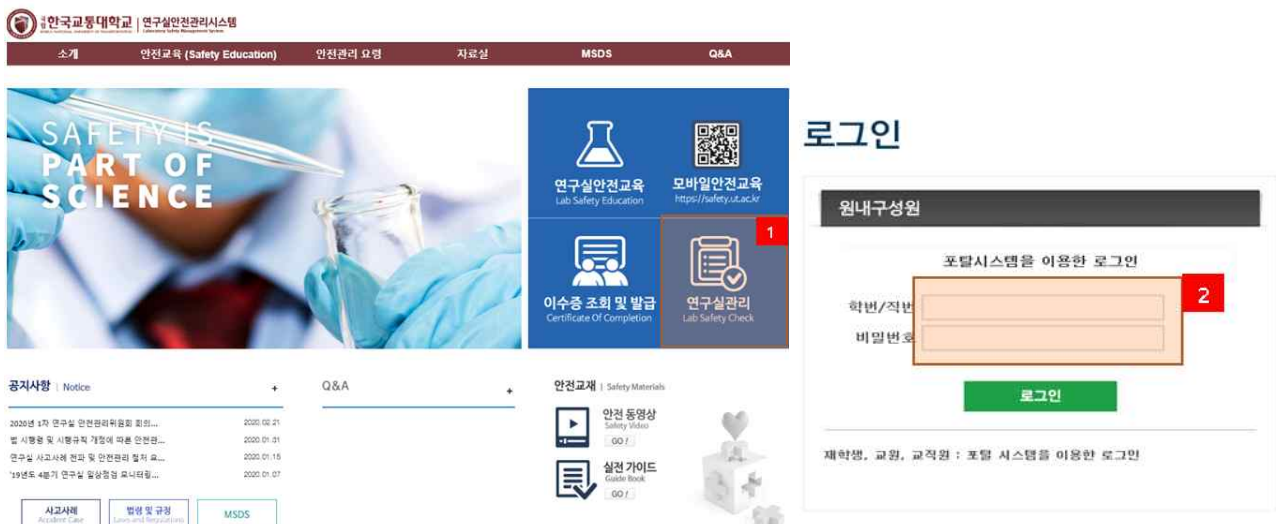 국립 한국교통대학교 | 연구실안전관리시스템
Laboratory Safety Management System
소개 안전교육 (Safety Education) 안전관리 요령 자료실 MSDS Q&A
SAFETY IS
PART OF
SCIENCE
연구실안전교육
Lab Safety Education
모바일안전교육
https://safety.ut.ac.kr
1
이수증 조회 및 발급
Certificate Of Completion
연구실관리
Lab Safety Check
공지사항 | Notice +
2020년 1차 연구실 안전관리위원회 회의... 2020.02.21
법 시행령 및 시행규칙 개정에 따른 안전관... 2020.01.31
연구실 사고사례 전파 및 안전관리 철저 요... 2020.01.15
'19년도 4분기 연구실 일상점검 모니터링... 2020.01.07
Q&A +
안전교재 | Safety Materials
안전 동영상
Safety Video
GO !
실전 가이드
Guide Book
GO !
사고사례
Accident Case
법령 및 규정
Laws and Regulations
MSDS
로그인
원내구성원
포탈시스템을 이용한 로그인
학번/직번
비밀번호
2
로그인
재학생, 교원, 교직원 : 포탈 시스템을 이용한 로그인